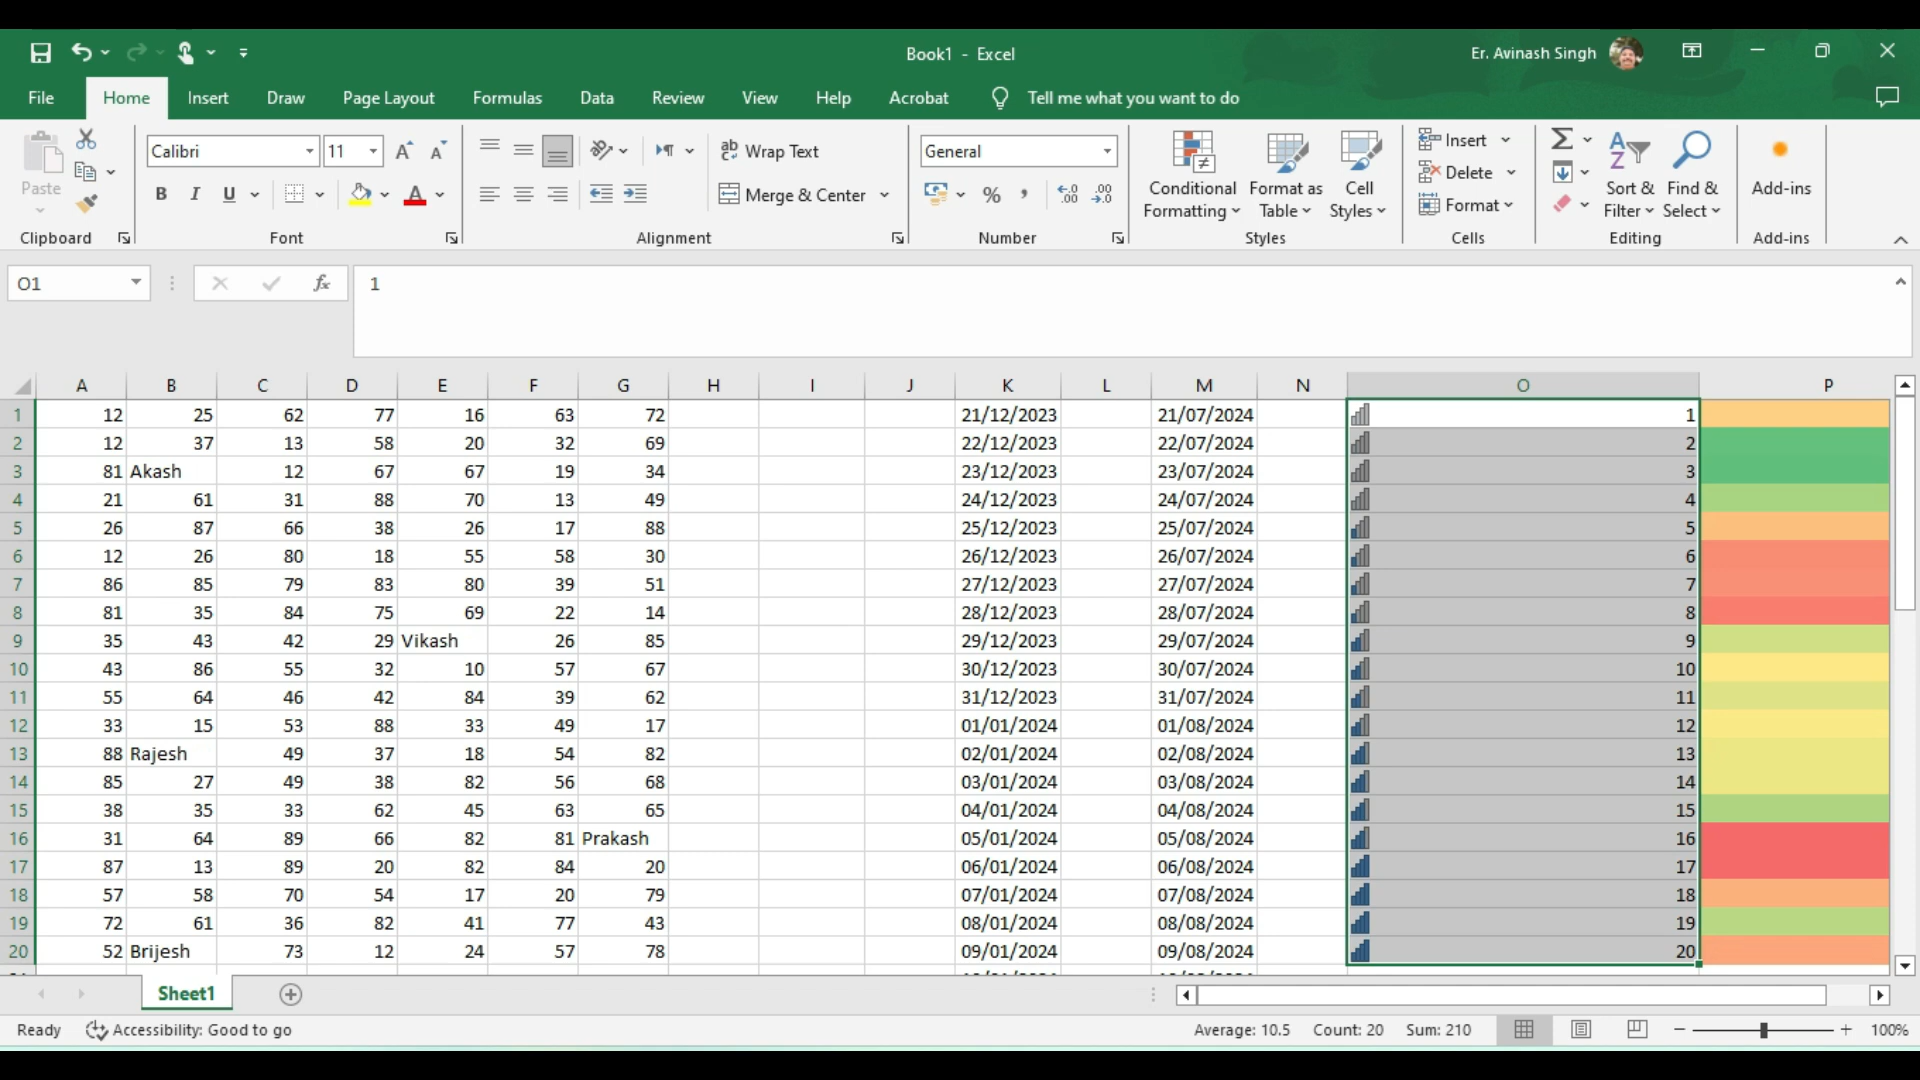 Book1 - Excel
Er. Avinash Singh
File Home Insert Draw Page Layout Formulas Data Review View Help Acrobat Tell me what you want to do
Paste
Clipboard
Calibri 11
B I U
Font
ab Wrap Text
Merge & Center
Alignment
General
% , .00 .00
Number
Conditional Formatting
Format as Table
Cell Styles
Styles
Insert
Delete
Format
Cells
Sort & Filter
Find & Select
Editing
Add-ins
Add-ins
O1 fx 1
A B C D E F G H I J K L M N O P
1 12 25 62 77 16 63 72 21/12/2023 21/07/2024 1
2 12 37 13 58 20 32 69 22/12/2023 22/07/2024 2
3 81 Akash 12 67 67 19 34 23/12/2023 23/07/2024 3
4 21 61 31 88 70 13 49 24/12/2023 24/07/2024 4
5 26 87 66 38 26 17 88 25/12/2023 25/07/2024 5
6 12 26 80 18 55 58 30 26/12/2023 26/07/2024 6
7 86 85 79 83 80 39 51 27/12/2023 27/07/2024 7
8 81 35 84 75 69 22 14 28/12/2023 28/07/2024 8
9 35 43 42 29 Vikash 26 85 29/12/2023 29/07/2024 9
10 43 86 55 32 10 57 67 30/12/2023 30/07/2024 10
11 55 64 46 42 84 39 62 31/12/2023 31/07/2024 11
12 33 15 53 88 33 49 17 01/01/2024 01/08/2024 12
13 88 Rajesh 49 37 18 54 82 02/01/2024 02/08/2024 13
14 85 27 49 38 82 56 68 03/01/2024 03/08/2024 14
15 38 35 33 62 45 63 65 04/01/2024 04/08/2024 15
16 31 64 89 66 82 81 Prakash 05/01/2024 05/08/2024 16
17 87 13 89 20 82 84 20 06/01/2024 06/08/2024 17
18 57 58 70 54 17 20 79 07/01/2024 07/08/2024 18
19 72 61 36 82 41 77 43 08/01/2024 08/08/2024 19
20 52 Brijesh 73 12 24 57 78 09/01/2024 09/08/2024 20
Sheet1
Ready Accessibility: Good to go Average: 10.5 Count: 20 Sum: 210 100%